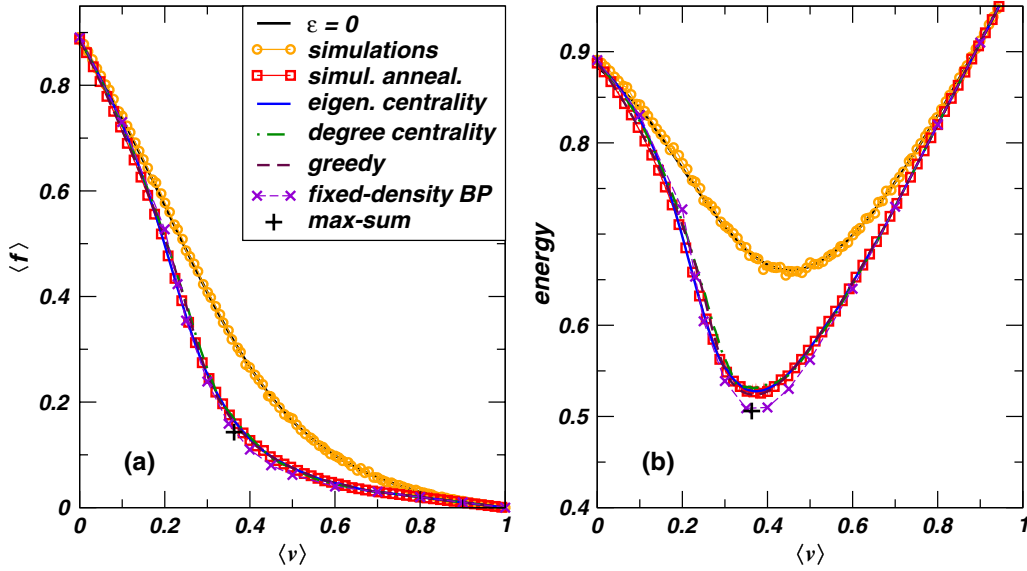 ε = 0
simulations
simul. anneal.
eigen. centrality
degree centrality
greedy
fixed-density BP
max-sum
0.8
0.6
0.4
0.2
0
⟨f⟩
(a)
0 0.2 0.4 0.6 0.8 1
⟨v⟩
0.9
0.8
0.7
0.6
0.5
0.4
energy
(b)
0 0.2 0.4 0.6 0.8 1
⟨v⟩